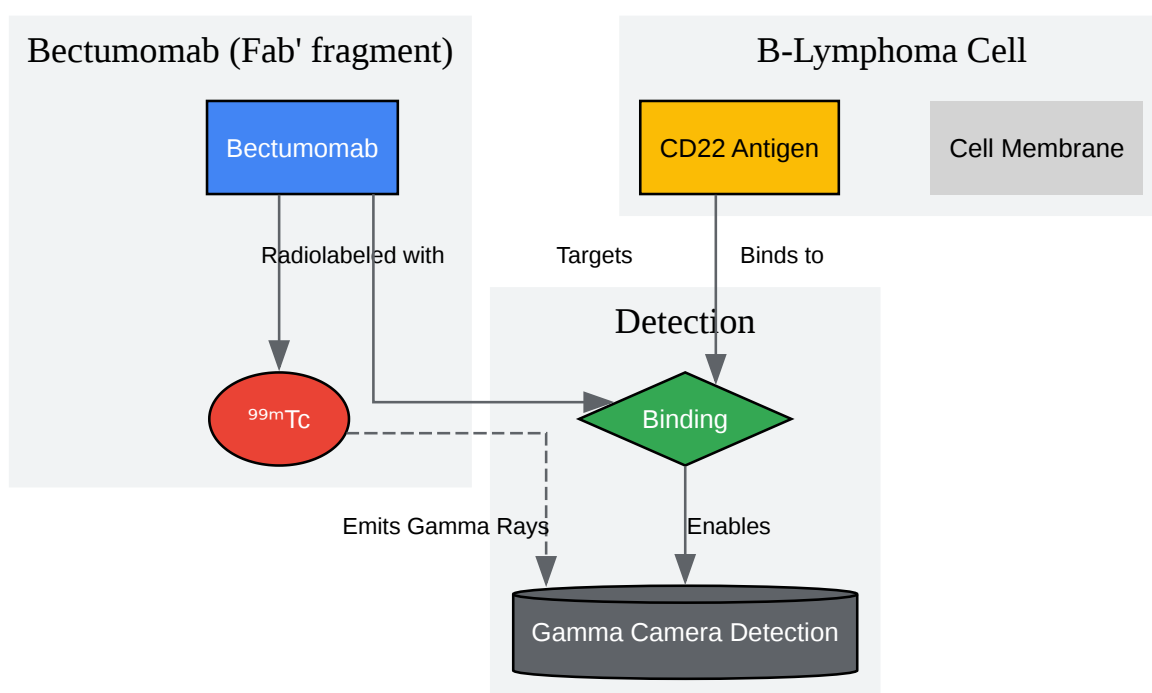 Bectumomab (Fab' fragment)
B-Lymphoma Cell
Bectumomab
CD22 Antigen
Cell Membrane
Radiolabeled with
Targets
Binds to
Detection
⁹⁹ᵐTc
Binding
Emits Gamma Rays
Enables
Gamma Camera Detection